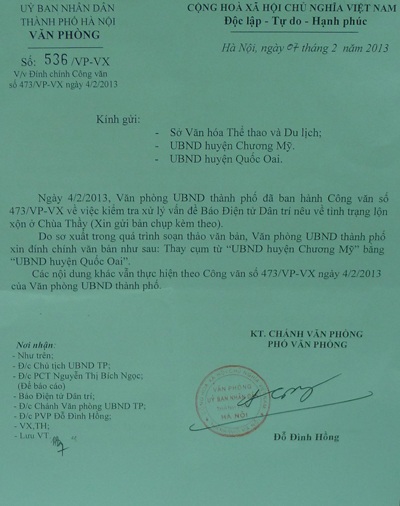 UỶ BAN NHÂN DÂN
THÀNH PHỐ HÀ NỘI
VĂN PHÒNG
Số: 536/VP-VX
V/v Đính chính Công văn
số 473/VP-VX ngày 4/2/2013
CỘNG HOÀ XÃ HỘI CHỦ NGHĨA VIỆT NAM
Độc lập - Tự do - Hạnh phúc
Hà Nội, ngày 07 tháng 2 năm 2013
Kính gửi:
- Sở Văn hóa Thể thao và Du lịch;
- UBND huyện Chương Mỹ.
- UBND huyện Quốc Oai.
Ngày 4/2/2013, Văn phòng UBND thành phố đã ban hành Công văn số
473/VP-VX về việc kiểm tra xử lý vấn đề Báo Điện tử Dân trí nêu về tình trạng lộn
xộn ở Chùa Thầy (Xin gửi bản chụp kèm theo).
Do sơ xuất trong quá trình soạn thảo văn bản, Văn phòng UBND thành phố
xin đính chính văn bản như sau: Thay cụm từ “UBND huyện Chương Mỹ” bằng
“UBND huyện Quốc Oai”.
Các nội dung khác vẫn thực hiện theo Công văn số 473/VP-VX ngày 4/2/2013
của Văn phòng UBND thành phố.
Nơi nhận:
- Như trên;
- Đ/c Chủ tịch UBND TP;
- Đ/c PCT Nguyễn Thị Bích Ngọc;
(Để báo cáo)
- Báo Điện tử Dân trí;
- Đ/c Chánh Văn phòng UBND TP;
- Đ/c PVP Đỗ Đình Hồng;
- VX,TH;
- Lưu VT
KT. CHÁNH VĂN PHÒNG
PHÓ VĂN PHÒNG
VĂN PHÒNG
ỦY BAN NHÂN DÂN
HÀ NỘI
Đỗ Đình Hồng